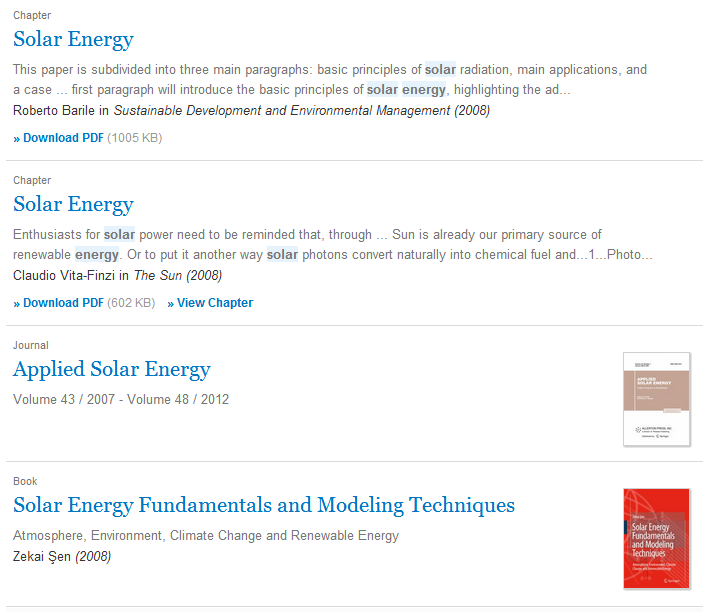 Chapter
Solar Energy
This paper is subdivided into three main paragraphs: basic principles of solar radiation, main applications, and
a case ... first paragraph will introduce the basic principles of solar energy, highlighting the ad...
Roberto Barile in Sustainable Development and Environmental Management (2008)
» Download PDF (1005 KB)
Chapter
Solar Energy
Enthusiasts for solar power need to be reminded that, through ... Sun is already our primary source of
renewable energy. Or to put it another way solar photons convert naturally into chemical fuel and...1...Photo...
Claudio Vita-Finzi in The Sun (2008)
» Download PDF (602 KB) » View Chapter
Journal
Applied Solar Energy
Volume 43 / 2007 - Volume 48 / 2012
APPLIED
SOLAR ENERGY
ALLERTON PRESS, INC.
Book
Solar Energy Fundamentals and Modeling Techniques
Atmosphere, Environment, Climate Change and Renewable Energy
Zekai Şen (2008)
Solar Energy
Fundamentals
and Modeling
Techniques
Springer